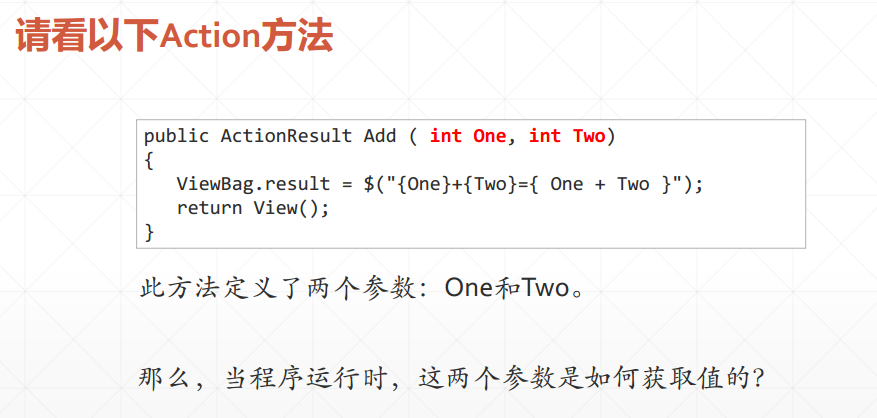 请看以下Action方法
public ActionResult Add ( int One, int Two)
{
ViewBag.result = $("{One}+{Two}={ One + Two }");
return View();
}
此方法定义了两个参数：One和Two。
那么，当程序运行时，这两个参数是如何获取值的？